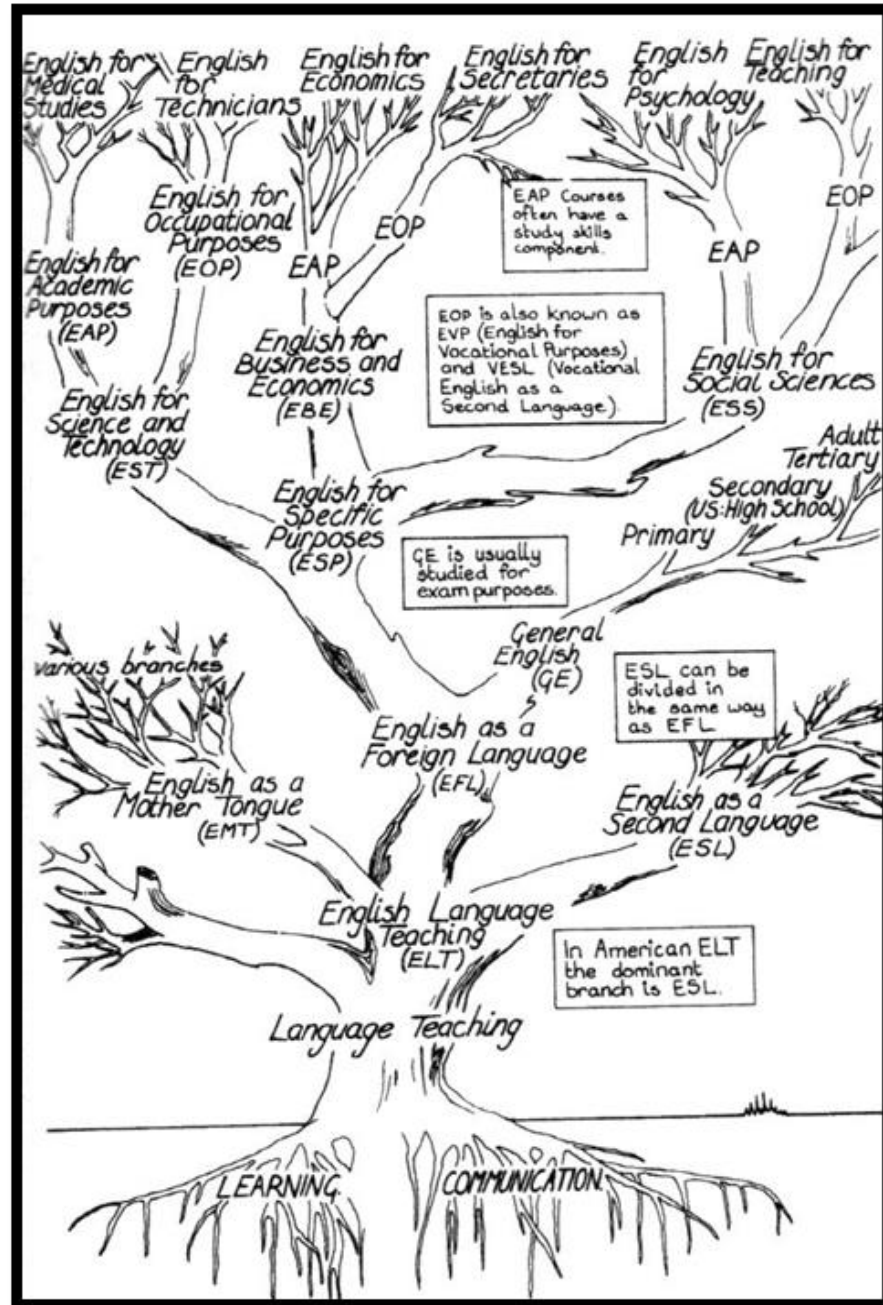 English for
Medical
Studies
English
for
Technicians
English for
Economics
English for
Secretaries
English
for
Psychology
English for
Teaching
English for
Occupational
Purposes
(EOP)
EAP Courses
often have a
study skills
component.
EOP
EOP
English for
Academic
Purposes
(EAP)
EAP
EAP
EOP is also known as
EVP (English for
Vocational Purposes)
and VESL (Vocational
English as a
Second Language).
English for
Business and
Economics
(EBE)
English for
Social Sciences
(ESS)
English for
Science and
Technology
(EST)
Adult
Tertiary
Secondary
(US: High School)
Primary
English for
Specific
Purposes
(ESP)
GE is usually
studied for
exam purposes.
General
English
(GE)
various branches
ESL can be
divided in
the same way
as EFL
English as a
Foreign Language
(EFL)
English as a
Mother Tongue
(EMT)
English as a
Second Language
(ESL)
English Language
Teaching
(ELT)
In American ELT
the dominant
branch is ESL.
Language Teaching
LEARNING.
COMMUNICATION.